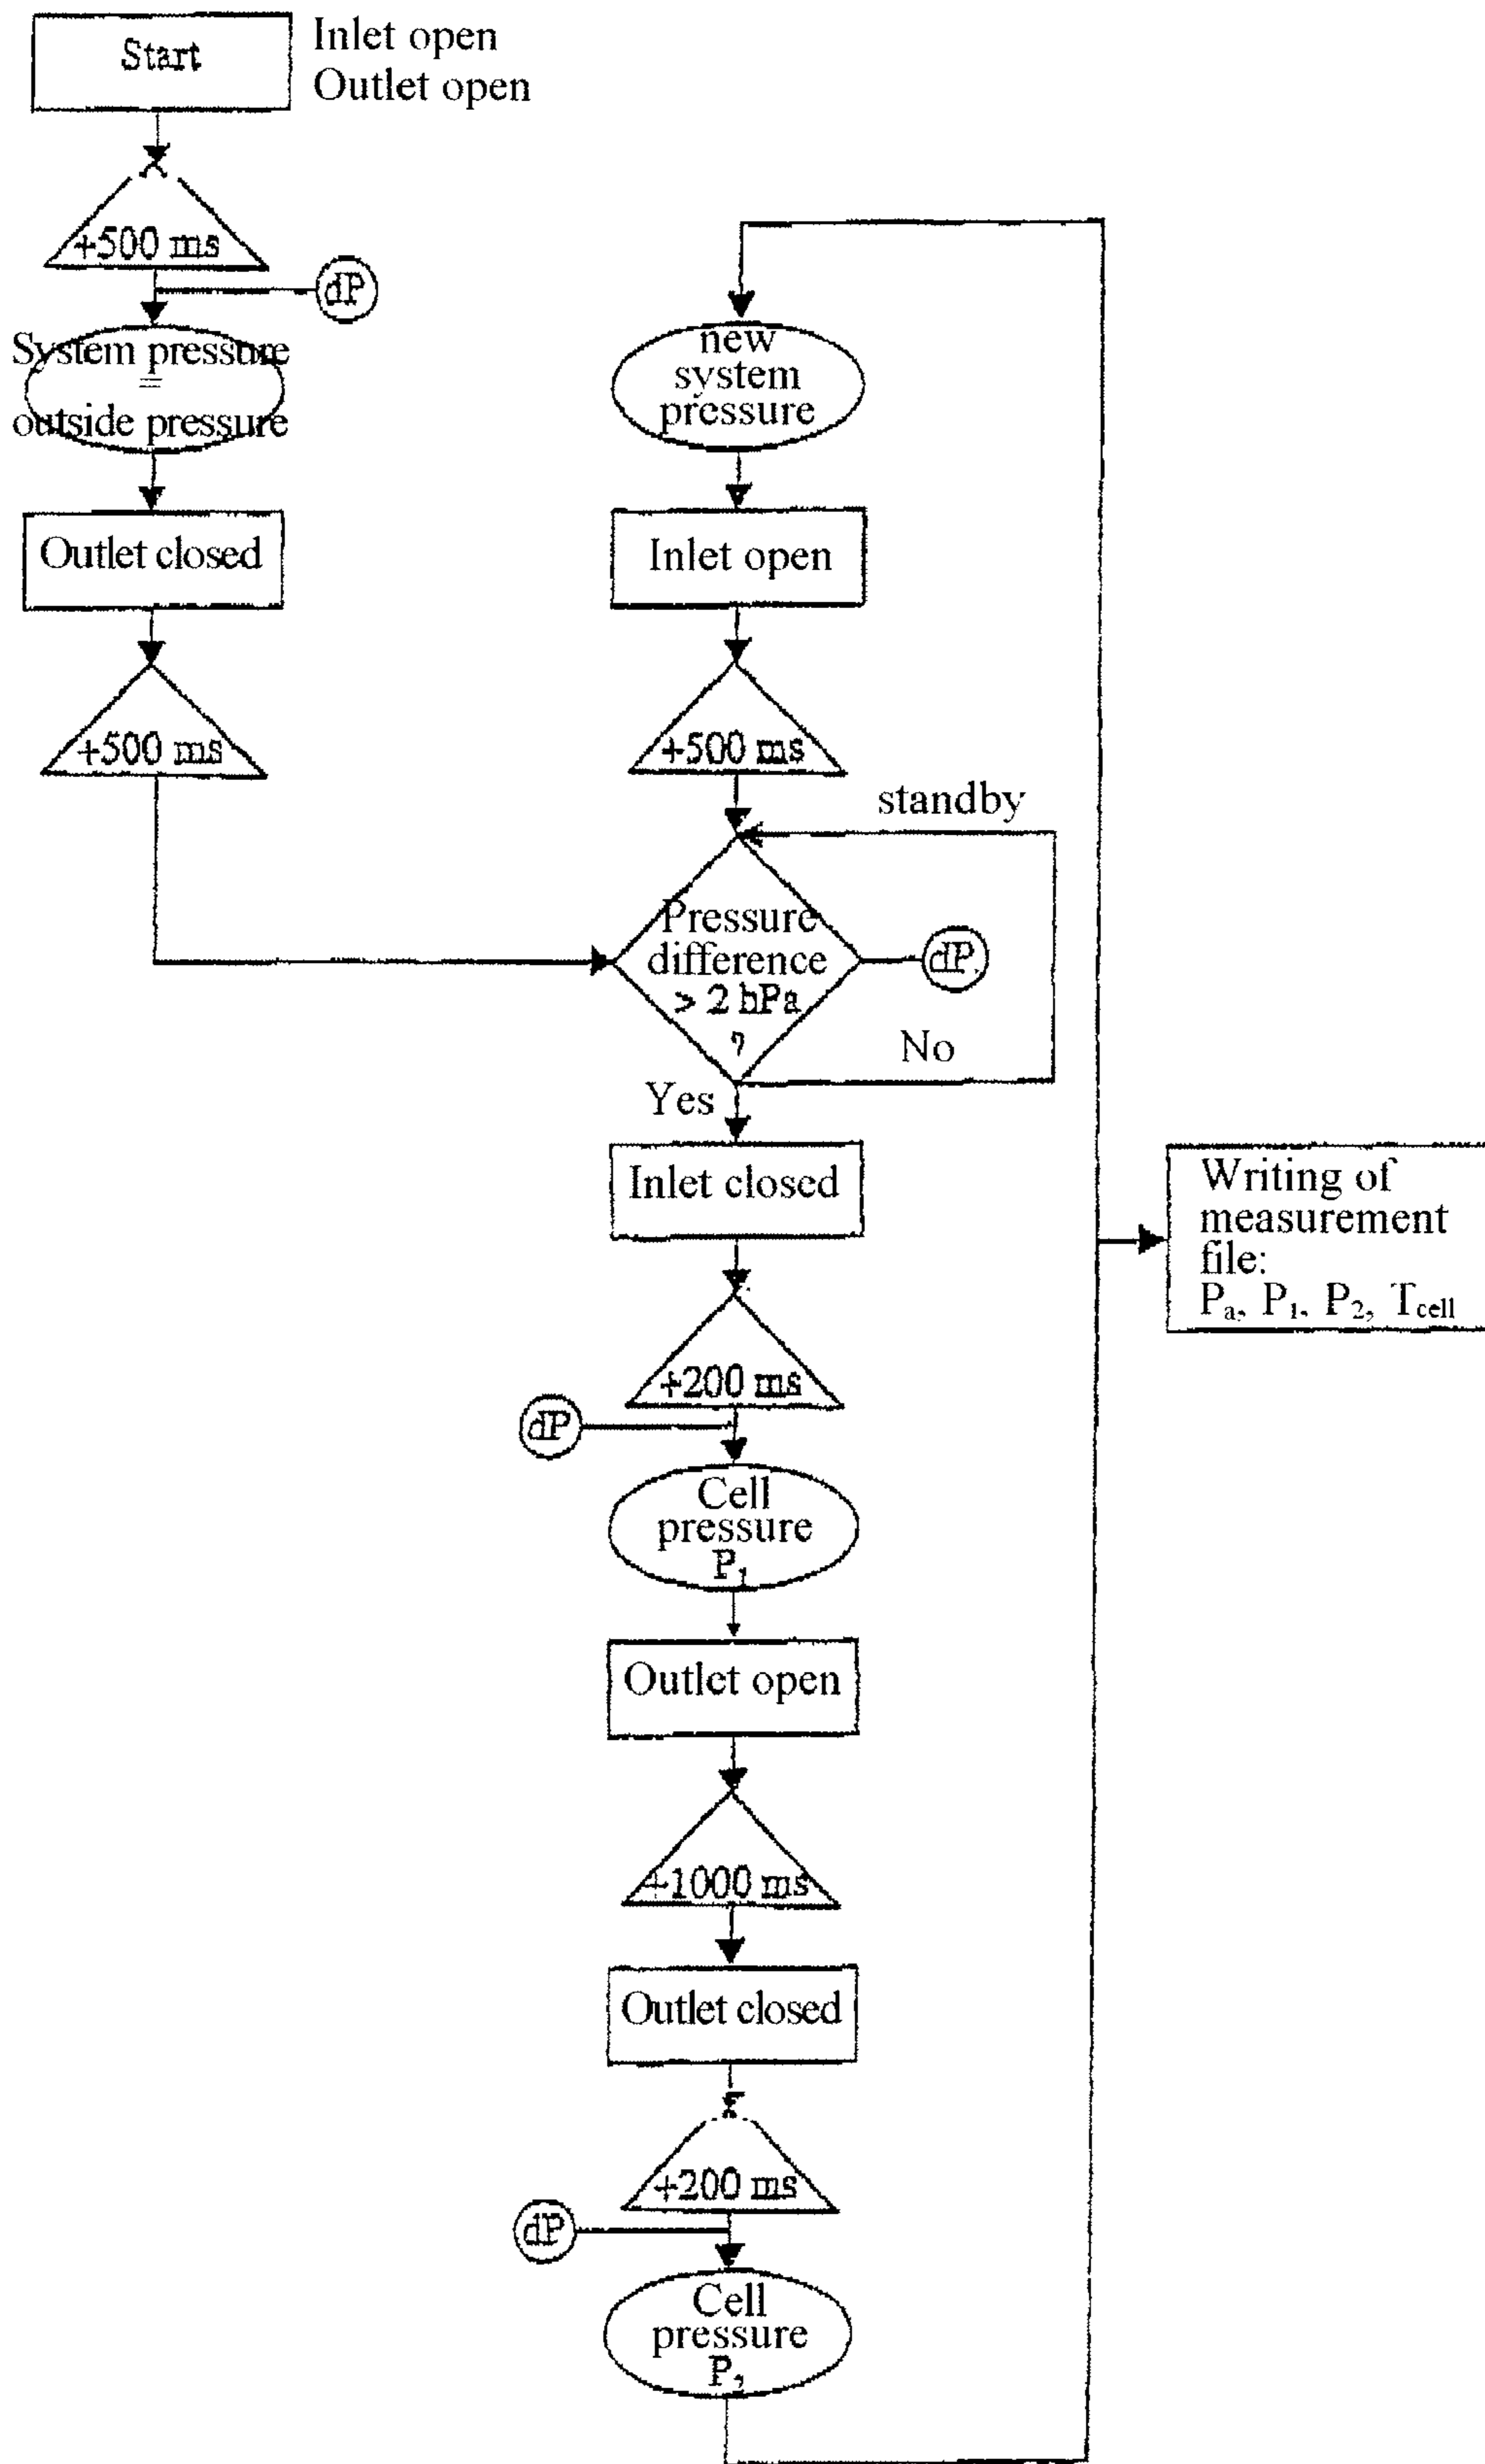 Start
Inlet open
Outlet open
+500 ms
dP
System pressure
=
outside pressure
Outlet closed
+500 ms
new
system
pressure
Inlet open
+500 ms
standby
Pressure
difference
> 2 hPa
?
dP
No
Yes
Inlet closed
+200 ms
dP
Cell
pressure
P₁
Outlet open
+1000 ms
Outlet closed
+200 ms
dP
Cell
pressure
P₂
Writing of
measurement
file:
Pₐ, P₁, P₂, T_cell